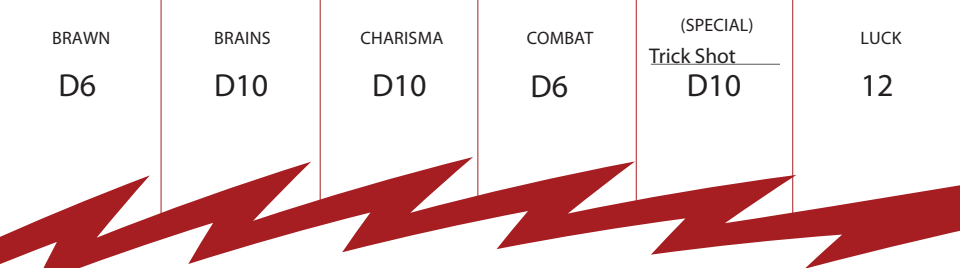 BRAWN
D6
BRAINS
D10
CHARISMA
D10
COMBAT
D6
(SPECIAL)
Trick Shot
D10
LUCK
12